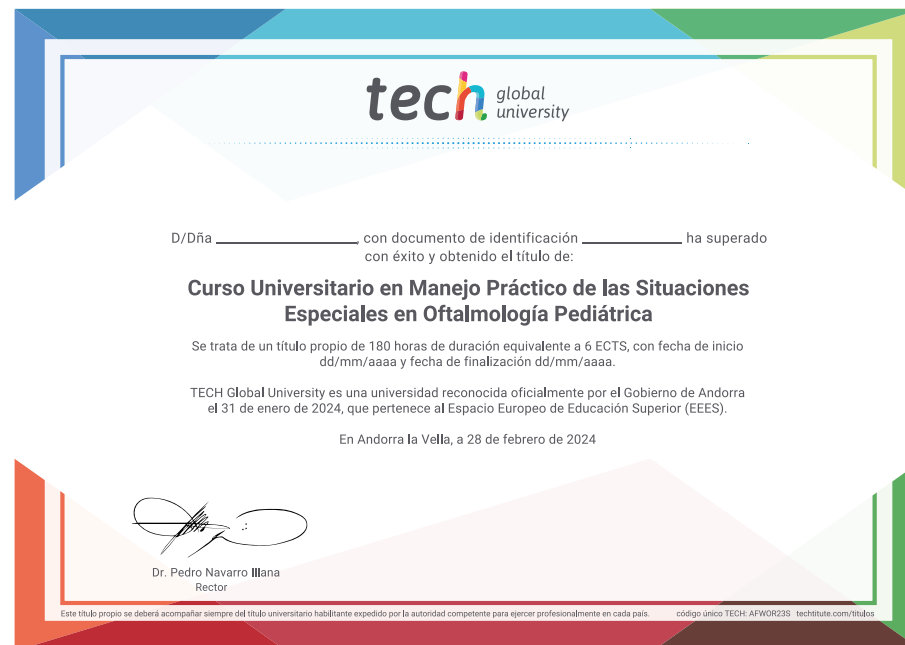 tech global
university
D/Dña ______________, con documento de identificación __________ ha superado
con éxito y obtenido el título de:
Curso Universitario en Manejo Práctico de las Situaciones
Especiales en Oftalmología Pediátrica
Se trata de un título propio de 180 horas de duración equivalente a 6 ECTS, con fecha de inicio
dd/mm/aaaa y fecha de finalización dd/mm/aaaa.
TECH Global University es una universidad reconocida oficialmente por el Gobierno de Andorra
el 31 de enero de 2024, que pertenece al Espacio Europeo de Educación Superior (EEES).
En Andorra la Vella, a 28 de febrero de 2024
Dr. Pedro Navarro Illana
Rector
Este título propio se deberá acompañar siempre del título universitario habilitante expedido por la autoridad competente para ejercer profesionalmente en cada país. código único TECH: AFWOR23S techtitute.com/titulos